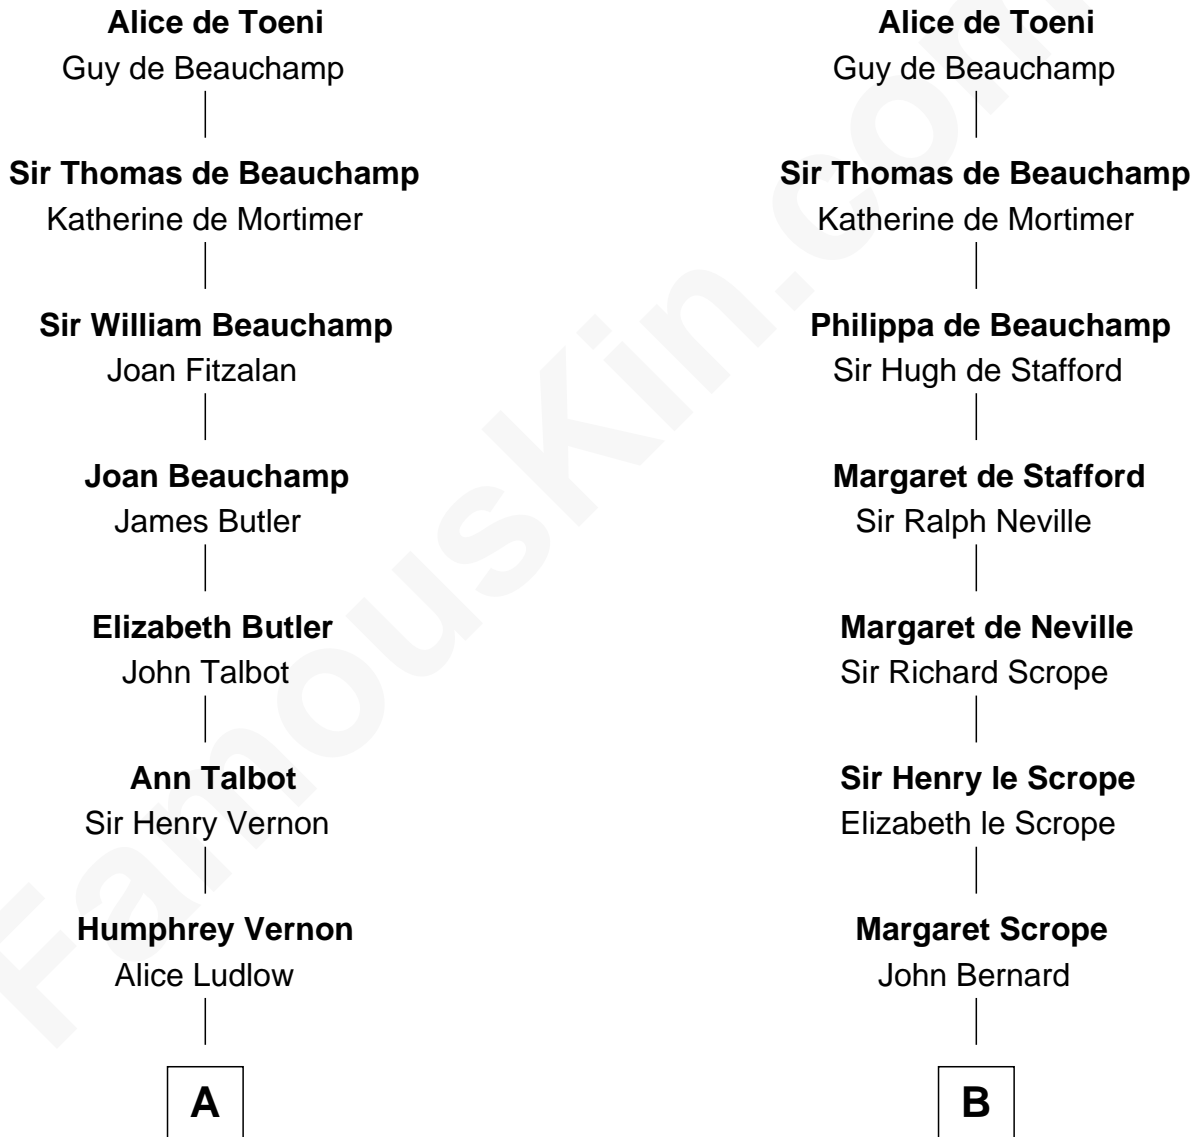 Alice de Toeni
Guy de Beauchamp
Sir Thomas de Beauchamp
Katherine de Mortimer
Sir William Beauchamp
Joan Fitzalan
Joan Beauchamp
James Butler
Elizabeth Butler
John Talbot
Ann Talbot
Sir Henry Vernon
Humphrey Vernon
Alice Ludlow
A
Alice de Toeni
Guy de Beauchamp
Sir Thomas de Beauchamp
Katherine de Mortimer
Philippa de Beauchamp
Sir Hugh de Stafford
Margaret de Stafford
Sir Ralph Neville
Margaret de Neville
Sir Richard Scrope
Sir Henry le Scrope
Elizabeth le Scrope
Margaret Scrope
John Bernard
B
FamousKin.com